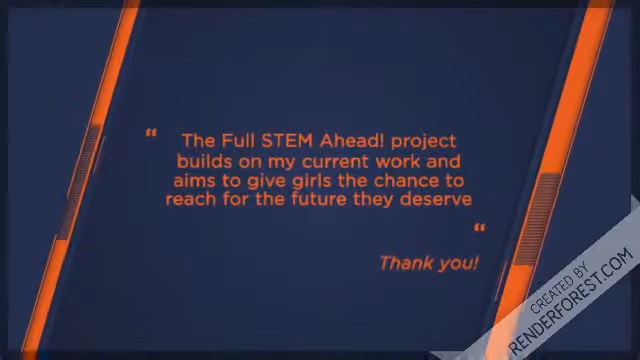 “ The Full STEM Ahead! project
builds on my current work and
aims to give girls the chance to
reach for the future they deserve
“
Thank you!
CREATED BY
RENDERFOREST.COM